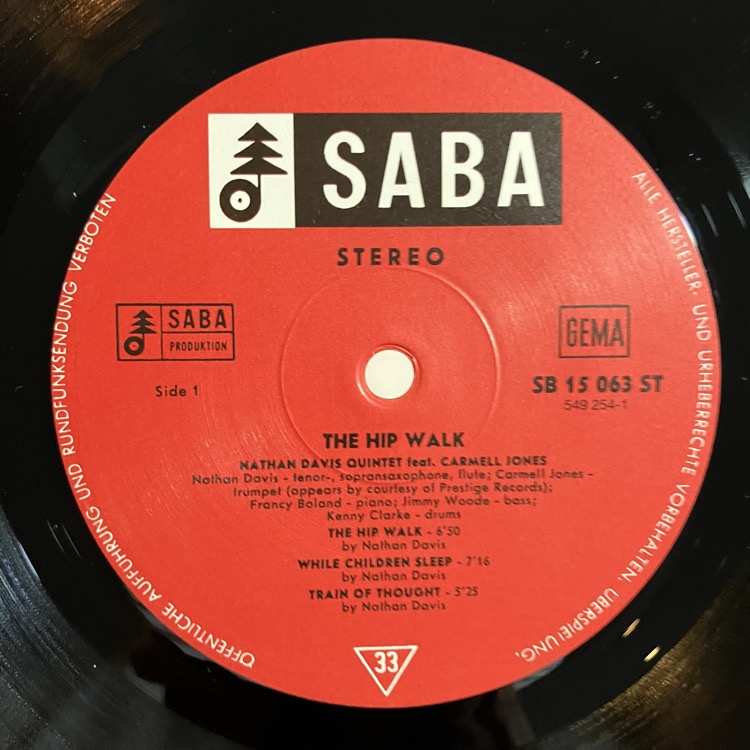 SABA
STEREO
SABA
PRODUKTION
GEMA
Side 1
SB 15 063 ST
549 254-1
THE HIP WALK
NATHAN DAVIS QUINTET feat. CARMELL JONES
Nathan Davis - tenor-, sopransaxophone, flute; Carmell Jones -
trumpet (appears by courtesy of Prestige Records);
Francy Boland - piano; Jimmy Woode - bass;
Kenny Clarke - drums
THE HIP WALK - 6'50
by Nathan Davis
WHILE CHILDREN SLEEP - 7'16
by Nathan Davis
TRAIN OF THOUGHT - 5'25
by Nathan Davis
33
ALLE HERSTELLER- UND URHEBERRECHTE VORBEHALTEN. ÜBERSPIELUNG,
ÖFFENTLICHE AUFFÜHRUNG UND RUNDFUNKSENDUNG VERBOTEN